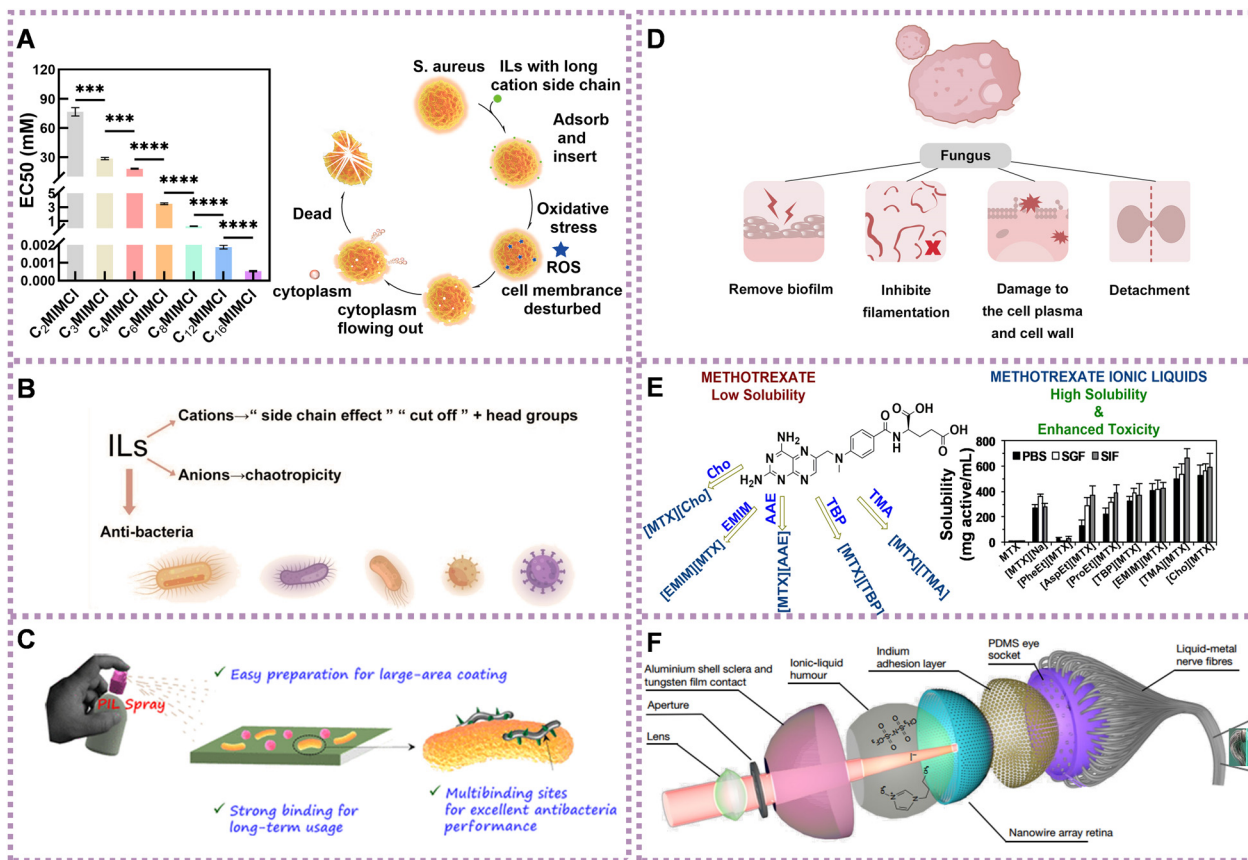 A
120
90
60
30
5
3
1
0.002
0.001
0.000
EC50 (mM)
***
***
****
****
****
****
C2MIMCl
C3MIMCl
C4MIMCl
C6MIMCl
C8MIMCl
C12MIMCl
C16MIMCl
S. aureus
ILs with long
cation side chain
Adsorb
and
insert
Oxidative
stress
ROS
cell membrane
desturbed
cytoplasm
flowing out
cytoplasm
Dead
B
ILs
Cations→“ side chain effect ” “ cut off ” + head groups
Anions→chaotropicity
Anti-bacteria
C
PIL Spray
✓ Easy preparation for large-area coating
✓ Strong binding for
long-term usage
✓ Multibinding sites
for excellent antibacteria
performance
D
Fungus
Remove biofilm
Inhibite
filamentation
Damage to
the cell plasma
and cell wall
Detachment
E
METHOTREXATE
Low Solubility
NH2
H2N
N
N
N
N
N
O
N
H
O
OH
OH
O
Cho
EMIM
AAE
TBP
TMA
[MTX][Cho]
[EMIM][MTX]
[MTX][AAE]
[MTX][TBP]
[MTX][TMA]
METHOTREXATE IONIC LIQUIDS
High Solubility
&
Enhanced Toxicity
PBS SGF SIF
Solubility
(mg active/mL)
800
600
400
200
0
MTX
[MTX][Na]
[PheEt][MTX]
[AspEt][MTX]
[ProEt][MTX]
[TBP][MTX]
[EMIM][MTX]
[TMA][MTX]
[Cho][MTX]
F
Aluminium shell sclera and
tungsten film contact
Aperture
Lens
Ionic-liquid
humour
Indium
adhesion layer
PDMS eye
socket
Liquid-metal
nerve fibres
Nanowire array retina